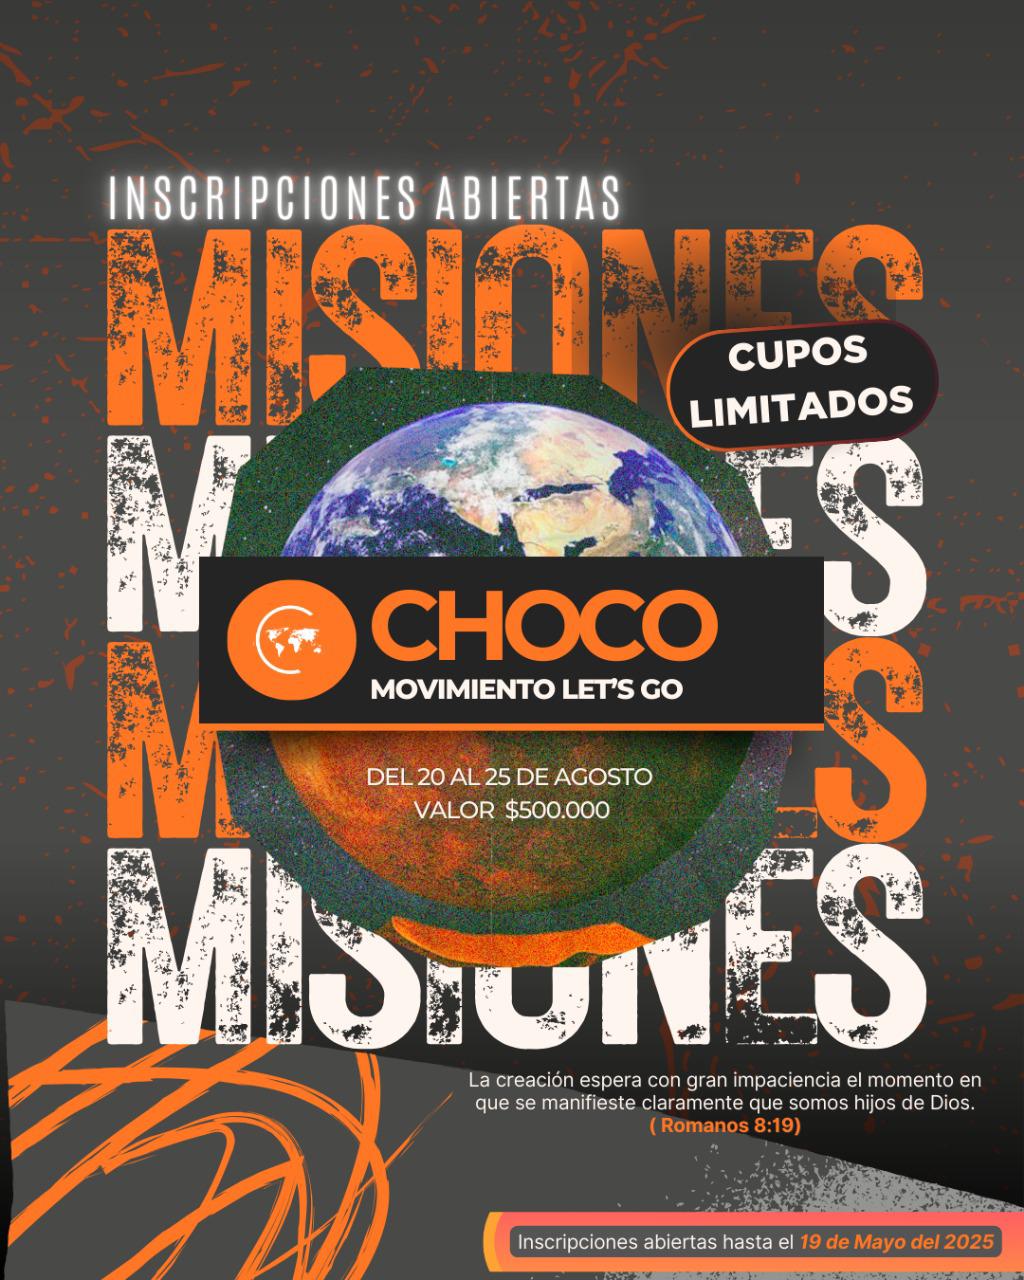 INSCRIPCIONES ABIERTAS
MISIONES
CUPOS
LIMITADOS
M ES
CHOCO
MOVIMIENTO LET'S GO
M S
DEL 20 AL 25 DE AGOSTO
VALOR $500.000
MISIONES
La creación espera con gran impaciencia el momento en
que se manifieste claramente que somos hijos de Dios.
( Romanos 8:19)
Inscripciones abiertas hasta el 19 de Mayo del 2025